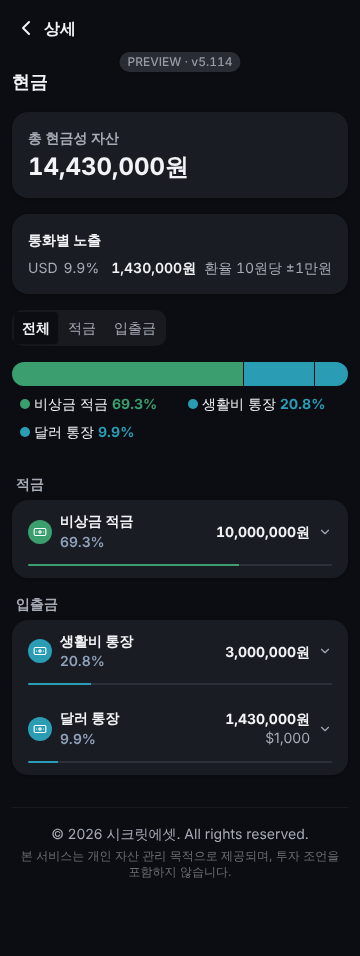 상세
PREVIEW · v5.114
현금
총 현금성 자산
14,430,000원
통화별 노출
USD 9.9% 1,430,000원 환율 10원당 ±1만원
전체 적금 입출금
비상금 적금 69.3% 생활비 통장 20.8%
달러 통장 9.9%
적금
비상금 적금
69.3%
10,000,000원
입출금
생활비 통장
20.8%
3,000,000원
달러 통장
9.9%
1,430,000원
$1,000
© 2026 시크릿에셋. All rights reserved.
본 서비스는 개인 자산 관리 목적으로 제공되며, 투자 조언을
포함하지 않습니다.